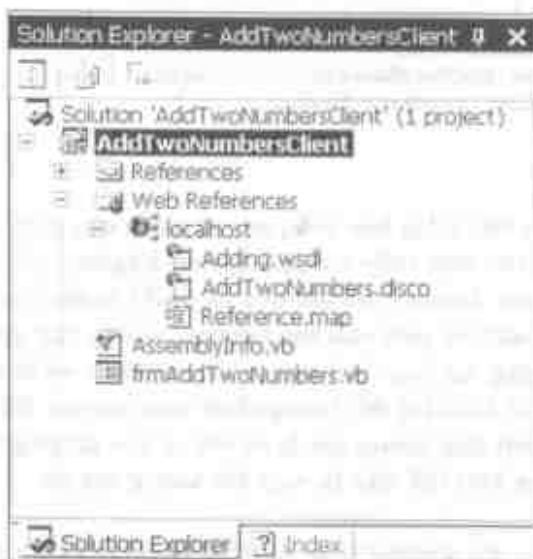 Solution Explorer - AddTwoNumbersClient
Solution 'AddTwoNumbersClient' (1 project)
AddTwoNumbersClient
References
Web References
localhost
Adding.wsdl
AddTwoNumbers.disco
Reference.map
AssemblyInfo.vb
frmAddTwoNumbers.vb
Solution Explorer
Index